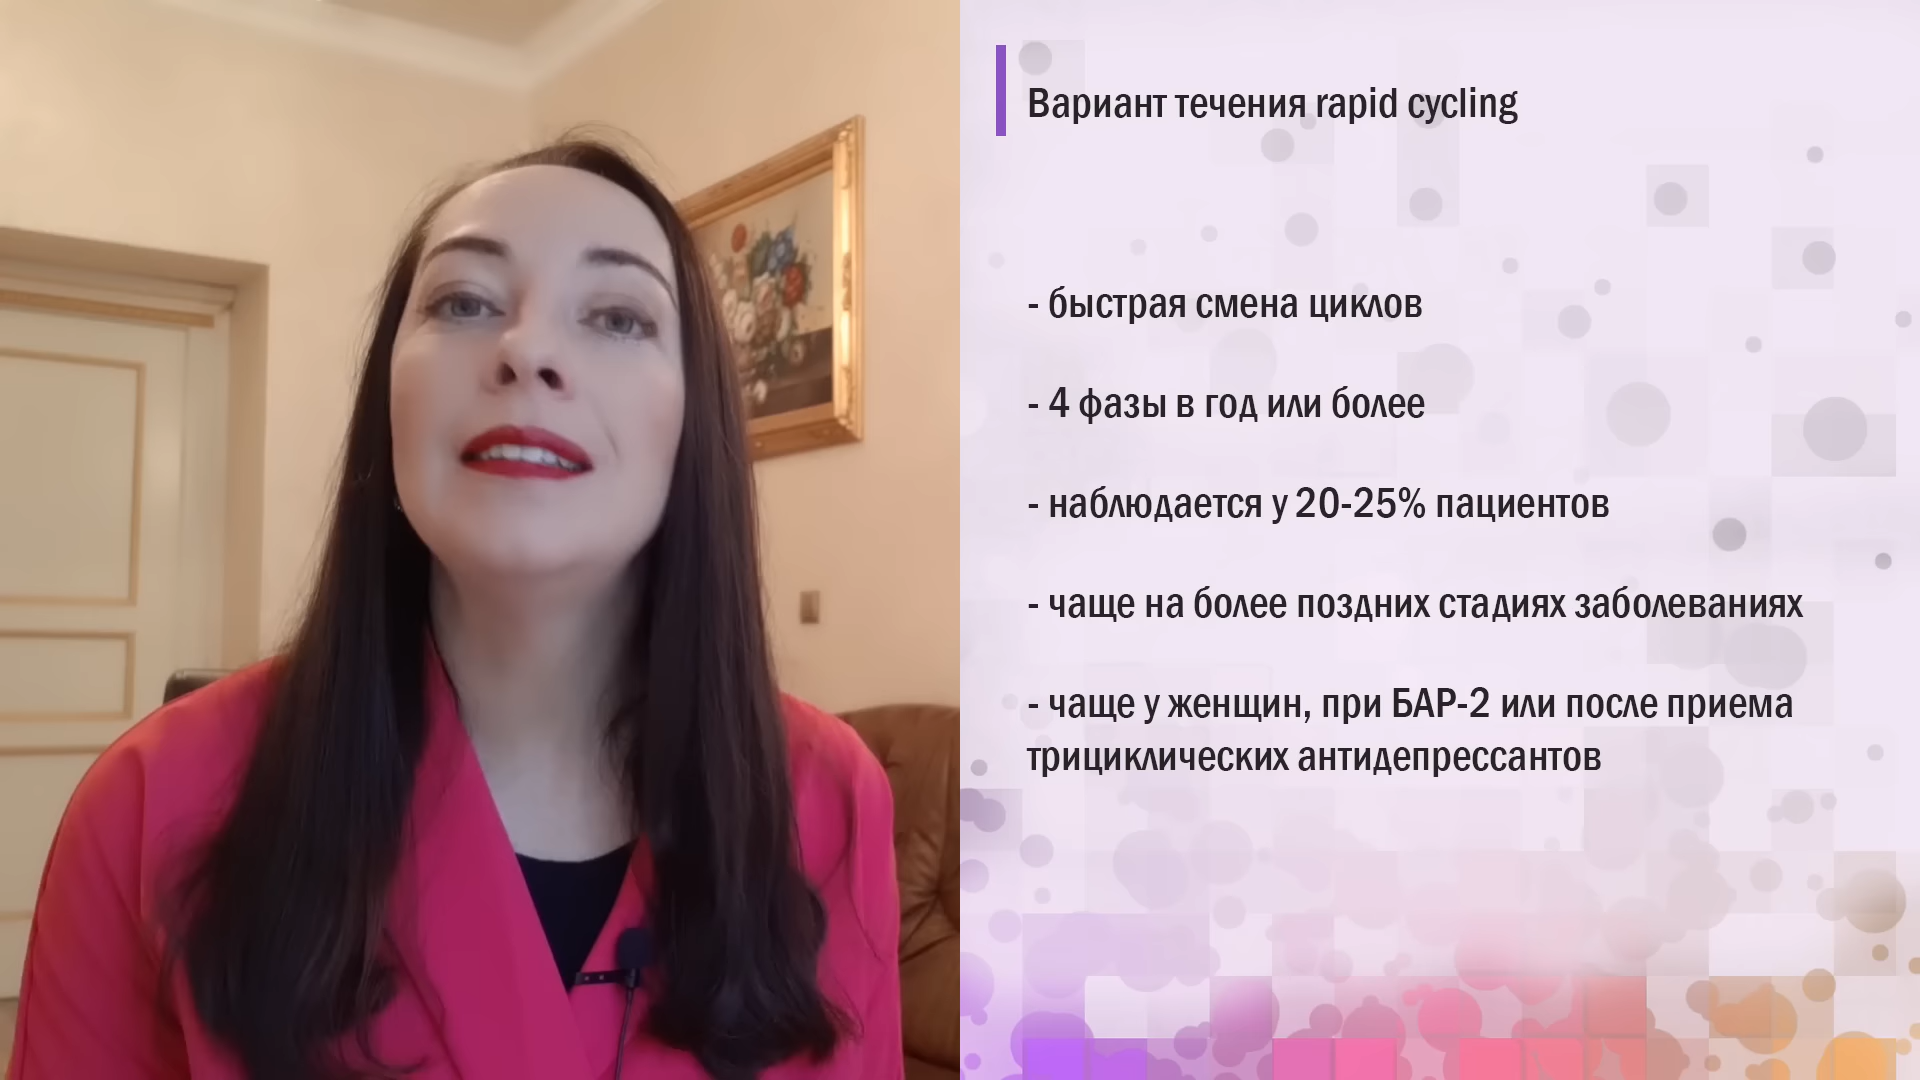 Вариант течения rapid cycling
- быстрая смена циклов
- 4 фазы в год или более
- наблюдается у 20-25% пациентов
- чаще на более поздних стадиях заболеваниях
- чаще у женщин, при БАР-2 или после приема
трициклических антидепрессантов